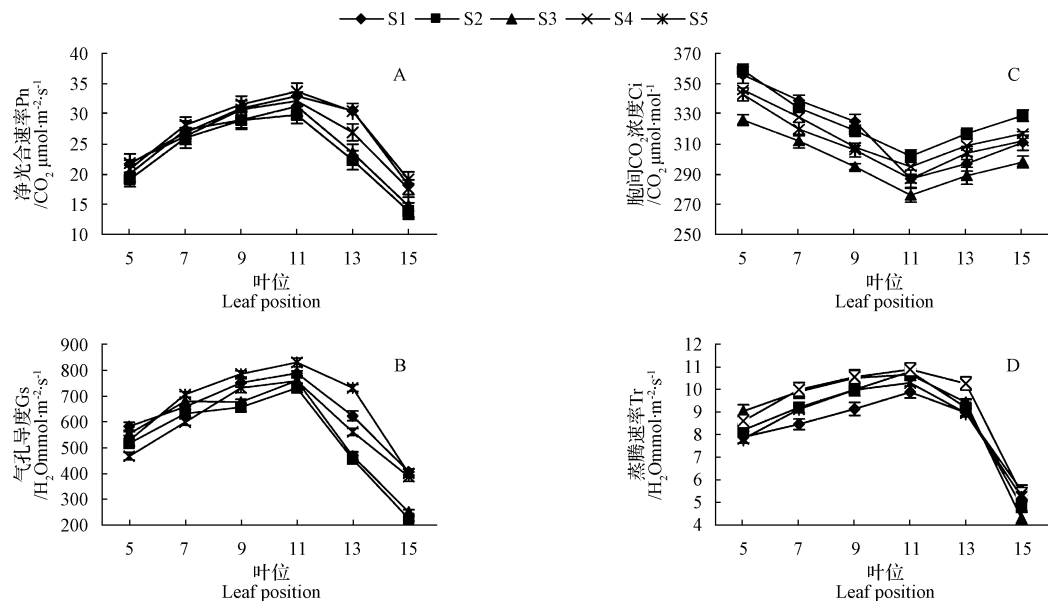 S1 S2 S3 S4 S5
A
净光合速率Pn
/CO₂ μmol·m⁻²·s⁻¹
40
35
30
25
20
15
10
5 7 9 11 13 15
叶位
Leaf position
C
胞间CO₂浓度Ci
/CO₂ μmol·mol⁻¹
370
350
330
310
290
270
250
5 7 9 11 13 15
叶位
Leaf position
B
气孔导度Gs
/H₂Ommol·m⁻²·s⁻¹
900
800
700
600
500
400
300
200
5 7 9 11 13 15
叶位
Leaf position
D
蒸腾速率Tr
/H₂Ommol·m⁻²·s⁻¹
12
11
10
9
8
7
6
5
4
5 7 9 11 13 15
叶位
Leaf position